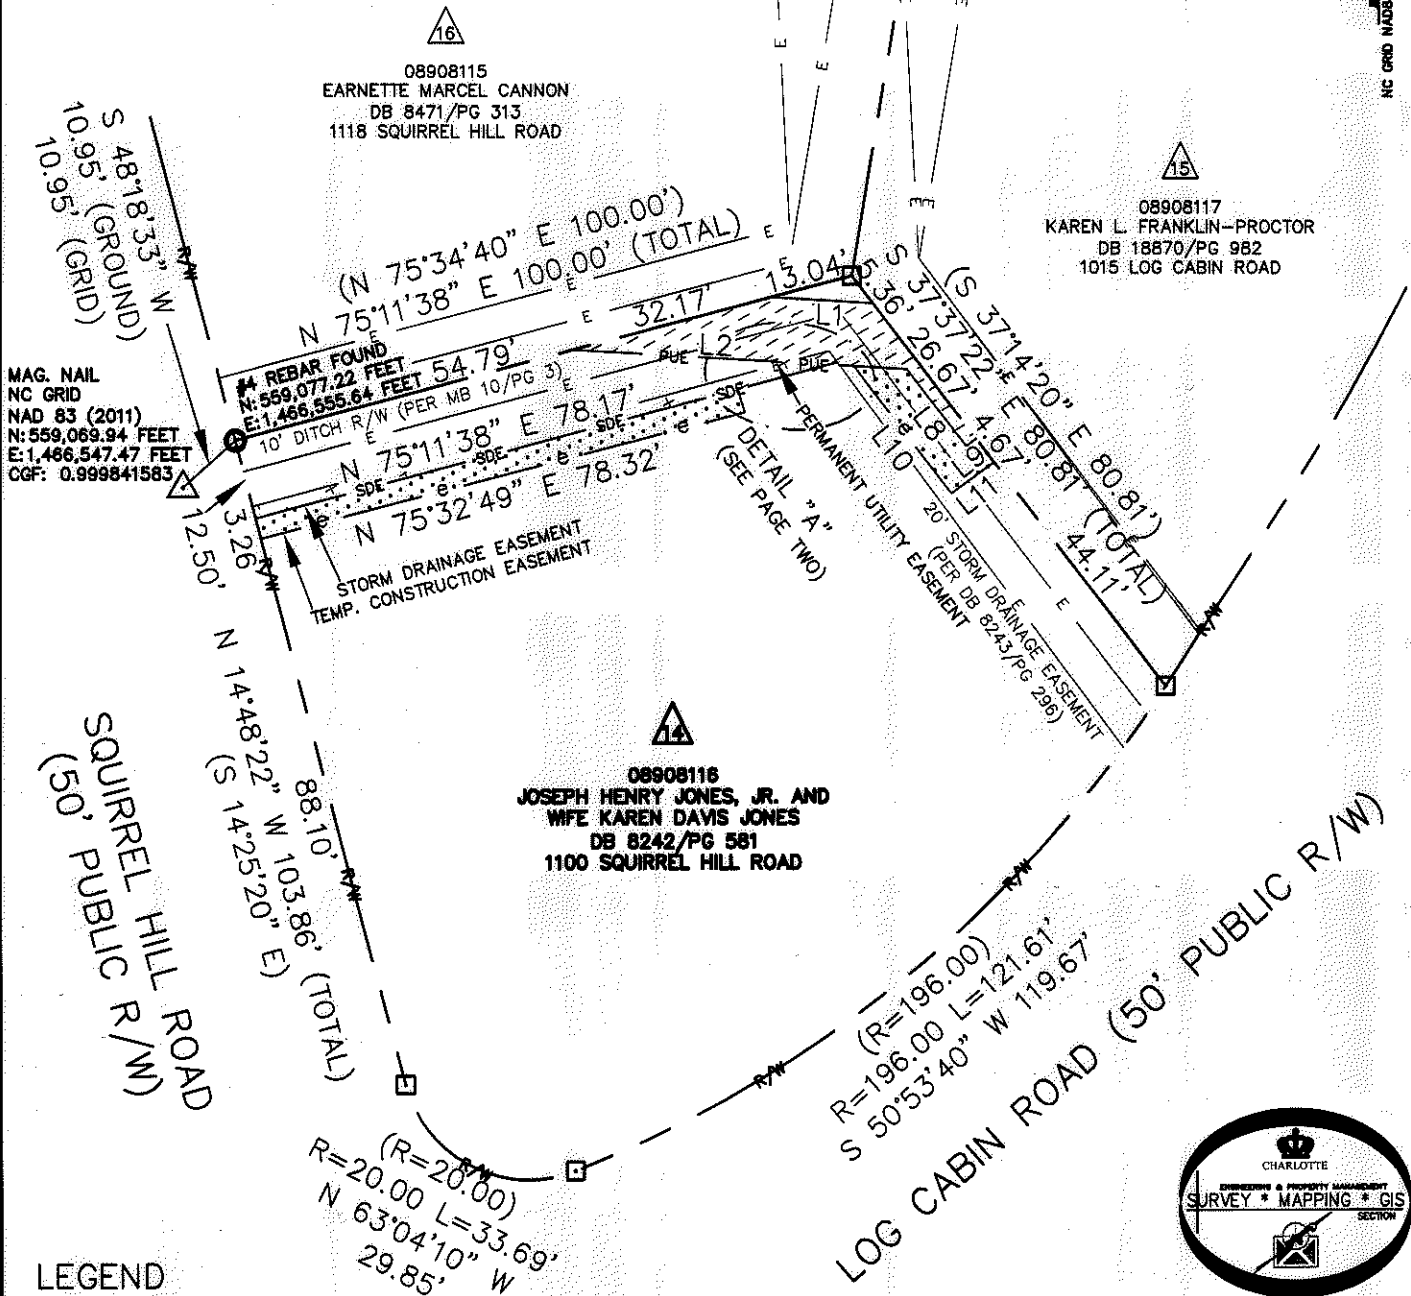 16
08908115
EARNETTE MARCEL CANNON
DB 8471/PG 313
1118 SQUIRREL HILL ROAD
NC GRID
15
08908117
KAREN L. FRANKLIN-PROCTOR
DB 18870/PG 982
1015 LOG CABIN ROAD
S 48°18'33" W
10.95' (GROUND)
10.95' (GRID)
R/W
MAG. NAIL
NC GRID
NAD 83 (2011)
N: 559,069.94 FEET
E: 1,466,547.47 FEET
CGF: 0.999841583
(N 75°34'40" E 100.00')
N 75°11'38" E 100.00' (TOTAL)
#4 REBAR FOUND
N: 559,077.22 FEET
E: 1,466,555.64 FEET
54.79'
32.17'
13.04'
10' DITCH R/W (PER MB 10/PG 3)
N 75°11'38" E 78.17'
N 75°32'49" E 78.32'
SDE
SDE
SDE
SDE
PUE
PUE
L1
L2
STORM DRAINAGE EASEMENT
TEMP. CONSTRUCTION EASEMENT
DETAIL "A"
(SEE PAGE TWO)
PERMANENT UTILITY EASEMENT
20' STORM DRAINAGE EASEMENT
(PER DB 8243/PG 296)
L10
L8
5.36'
26.67'
4.67'
44.11'
S 37°37'22" E 80.81' (TOTAL)
(S 37°14'20" E 80.81')
R/W
3.26'
12.50'
R/W
88.10'
N 14°48'22" W 103.86' (TOTAL)
(S 14°25'20" E)
R/W
14
08908116
JOSEPH HENRY JONES, JR. AND
WIFE KAREN DAVIS JONES
DB 8242/PG 581
1100 SQUIRREL HILL ROAD
SQUIRREL HILL ROAD
(50' PUBLIC R/W)
R/W
R/W
(R=196.00)
R=196.00 L=121.61'
S 50°53'40" W 119.67'
LOG CABIN ROAD (50' PUBLIC R/W)
R/W
(R=20.00)
R=20.00 L=33.69'
N 63°04'10" W
29.85'
CHARLOTTE
ENGINEERING & PROPERTY MANAGEMENT
SURVEY * MAPPING * GIS
SECTION
LEGEND